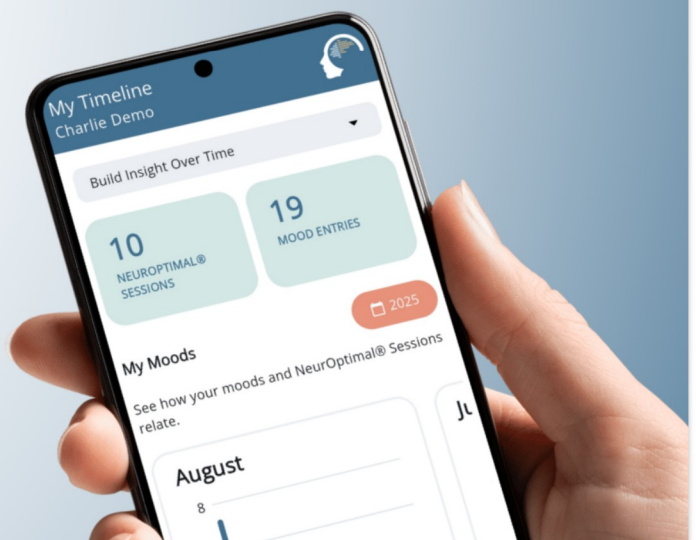 My Timeline
Charlie Demo
Build Insight Over Time
10
NEUROPTIMAL®
SESSIONS
19
MOOD ENTRIES
2025
My Moods
See how your moods and NeurOptimal® Sessions
relate.
August
8